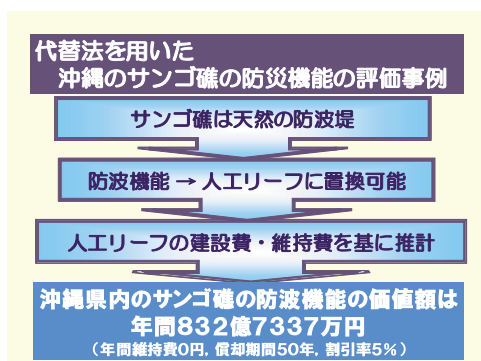 代替法を用いた
沖縄のサンゴ礁の防災機能の評価事例
サンゴ礁は天然の防波堤
防波機能 → 人工リーフに置換可能
人工リーフの建設費・維持費を基に推計
沖縄県内のサンゴ礁の防波機能の価値額は
年間832億7337万円
(年間維持費0円, 償却期間50年, 割引率5%)